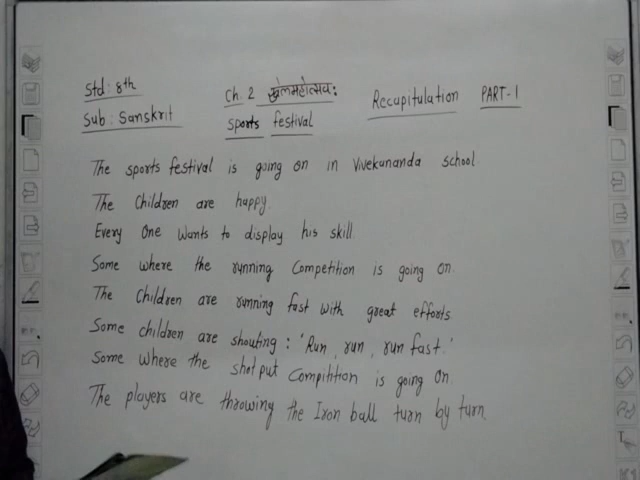 Std: 8th
Sub: Sanskrit
Ch. 2 खेलमहोत्सव:
sports festival
Recapitulation PART-1
The sports festival is going on in Vivekunanda school.
The Children are happy.
Every One wants to display his skill.
Some where the running Competition is going on.
The Children are running fast with great efforts.
Some children are shouting: 'Run, run, run fast.'
Some where the shot put Compitition is going on.
The players are throwing the Iron ball turn by turn.